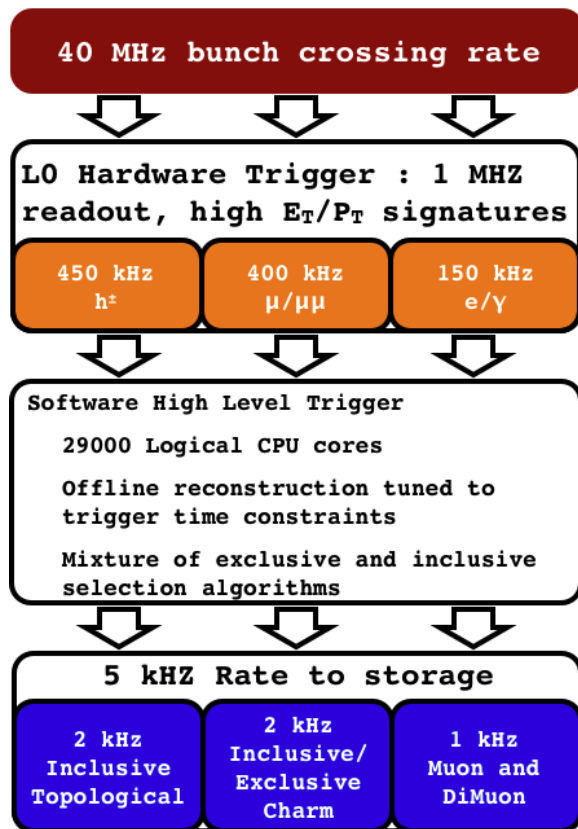 40 MHz bunch crossing rate
L0 Hardware Trigger : 1 MHz
readout, high ET/PT signatures
450 kHz
h±
400 kHz
μ/μμ
150 kHz
e/γ
Software High Level Trigger
29000 Logical CPU cores
Offline reconstruction tuned to
trigger time constraints
Mixture of exclusive and inclusive
selection algorithms
5 kHZ Rate to storage
2 kHz
Inclusive
Topological
2 kHz
Inclusive/
Exclusive
Charm
1 kHz
Muon and
DiMuon